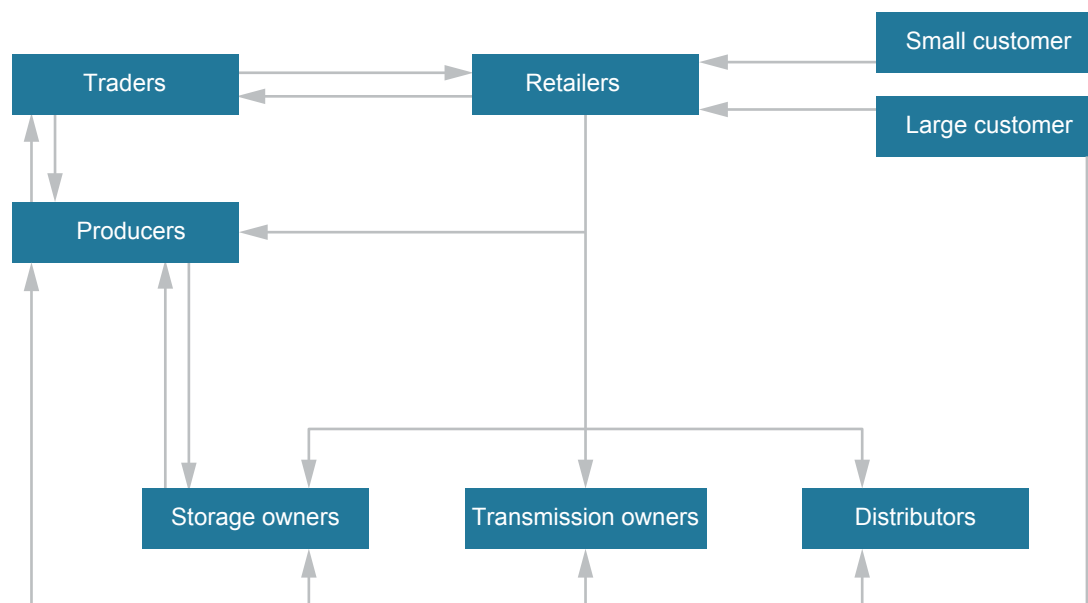 Small customer
Traders
Retailers
Large customer
Producers
Storage owners
Transmission owners
Distributors